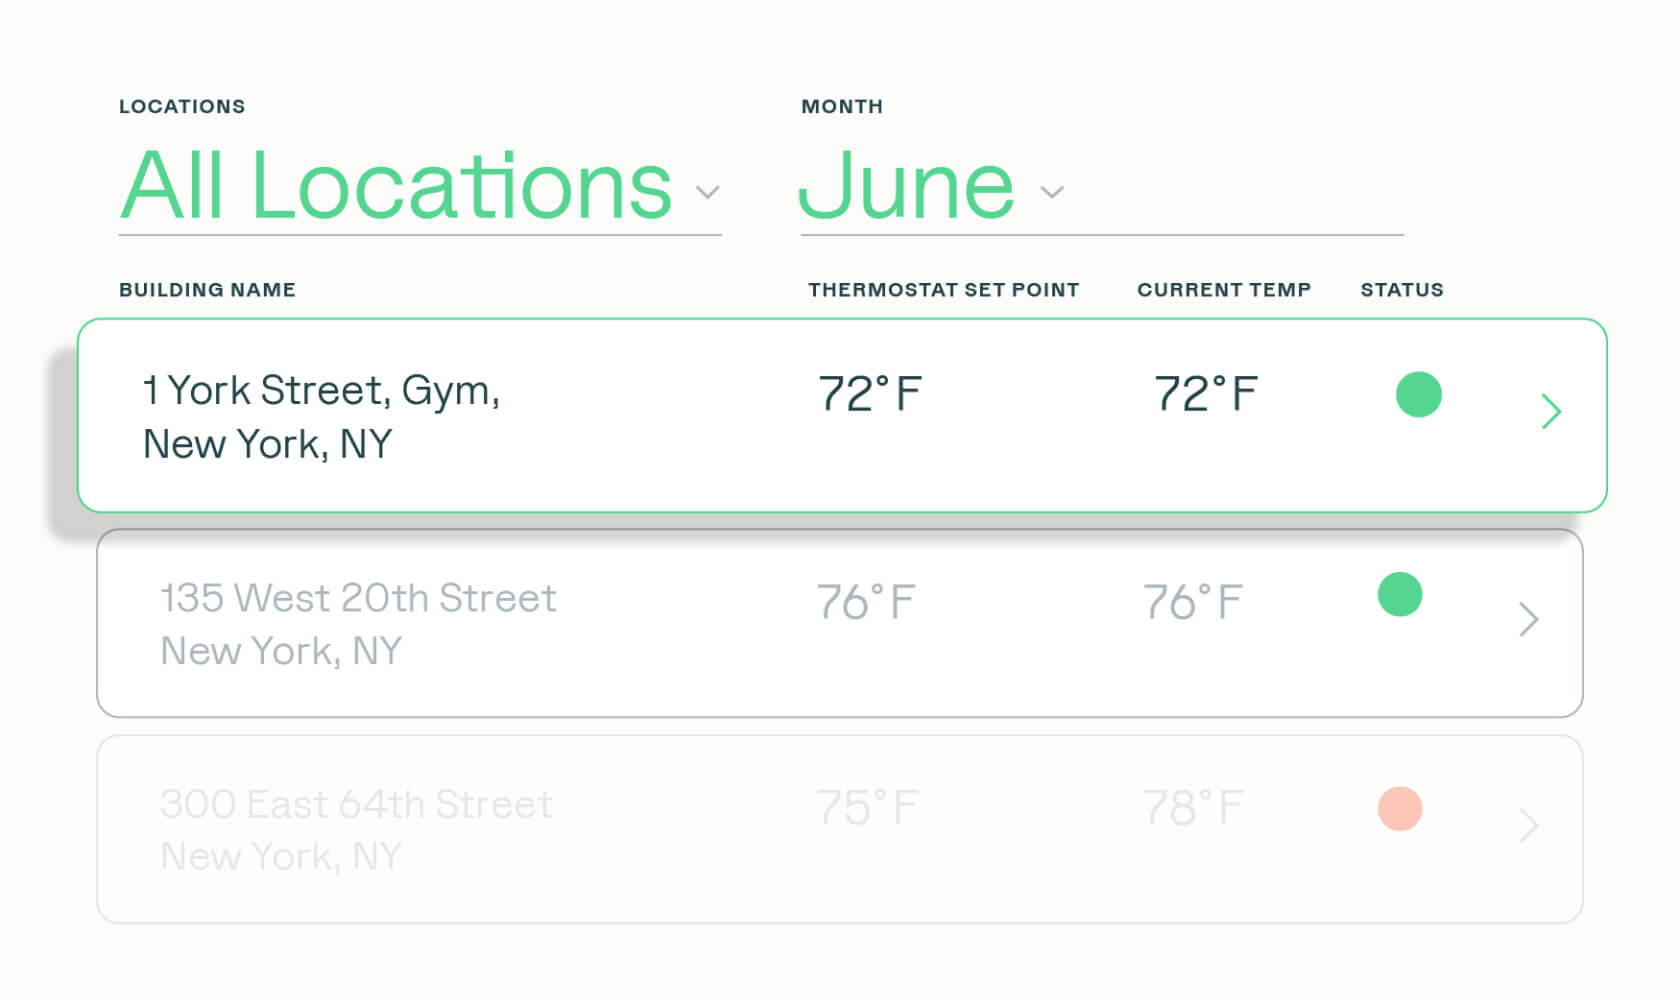 LOCATIONS MONTH
All Locations June
BUILDING NAME THERMOSTAT SET POINT CURRENT TEMP STATUS
1 York Street, Gym, 72°F 72°F
New York, NY
135 West 20th Street 76°F 76°F
New York, NY
300 East 64th Street 75°F 78°F
New York, NY